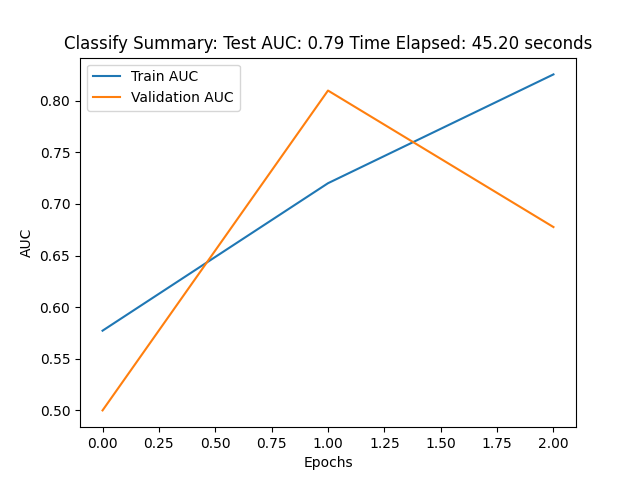 Classify Summary: Test AUC: 0.79 Time Elapsed: 45.20 seconds
Train AUC
Validation AUC
0.80
0.75
0.70
0.65
0.60
0.55
0.50
AUC
0.00 0.25 0.50 0.75 1.00 1.25 1.50 1.75 2.00
Epochs